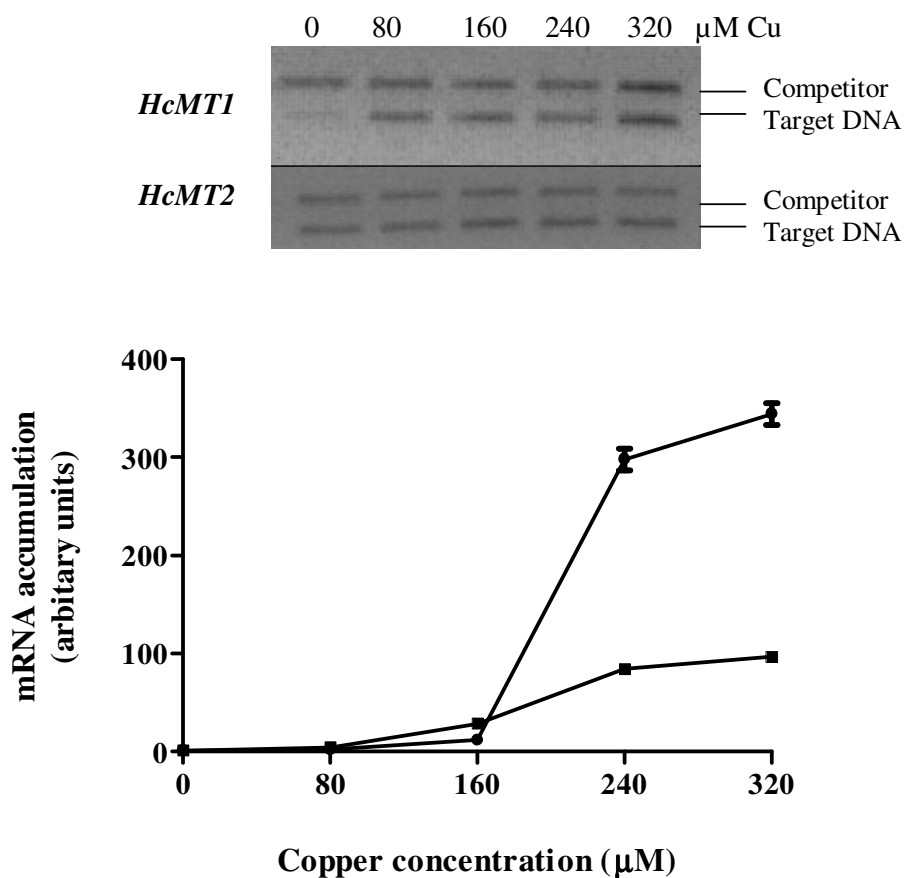 0 80 160 240 320 μM Cu
HcMT1
Competitor
Target DNA
HcMT2
Competitor
Target DNA
mRNA accumulation
(arbitary units)
400
300
200
100
0
0 80 160 240 320
Copper concentration (μM)